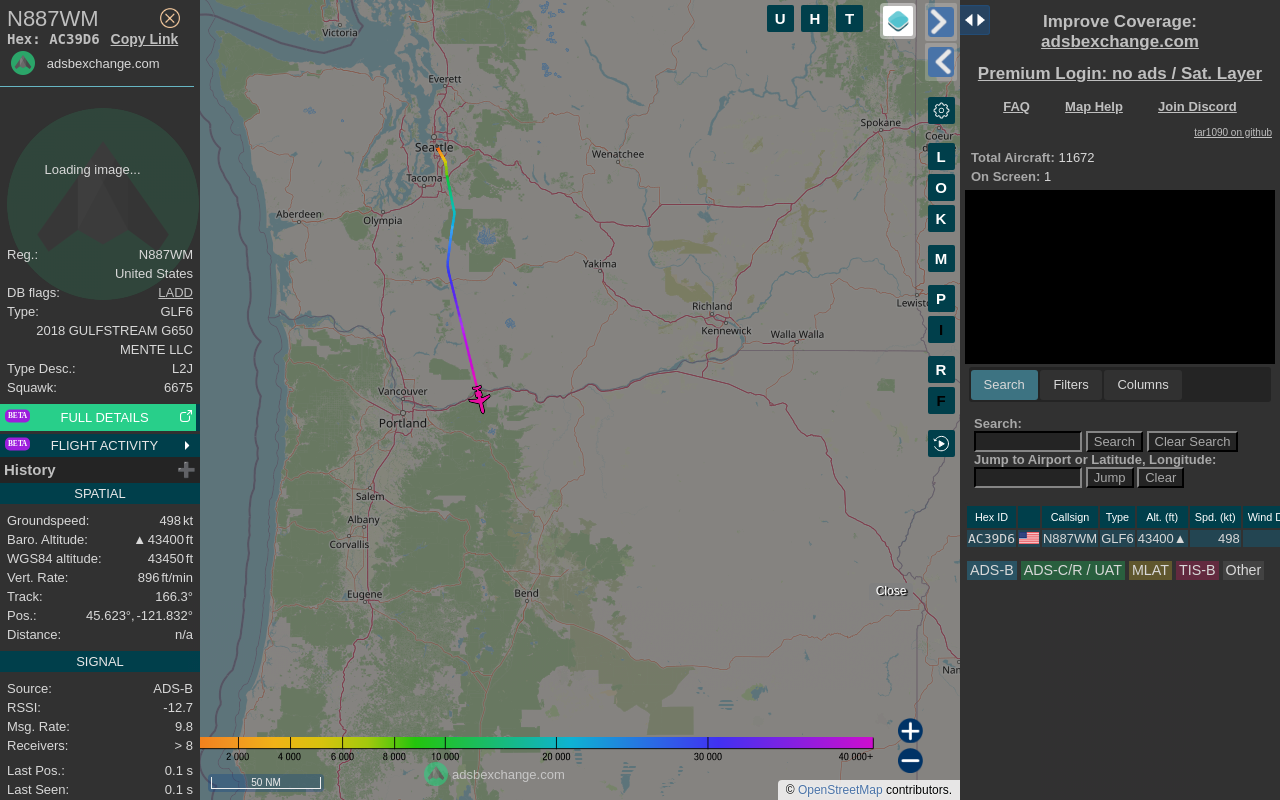 N887WM
Hex: AC39D6 Copy Link
adsbexchange.com
Loading image...
Reg.: N887WM
United States
DB flags: LADD
Type: GLF6
2018 GULFSTREAM G650
MENTE LLC
Type Desc.: L2J
Squawk: 6675
BETA FULL DETAILS
BETA FLIGHT ACTIVITY
History
SPATIAL
Groundspeed: 498 kt
Baro. Altitude: ▲ 43400 ft
WGS84 altitude: 43450 ft
Vert. Rate: 896 ft/min
Track: 166.3°
Pos.: 45.623°, -121.832°
Distance: n/a
SIGNAL
Source: ADS-B
RSSI: -12.7
Msg. Rate: 9.8
Receivers: > 8
Last Pos.: 0.1 s
Last Seen: 0.1 s
Victoria
Everett
Seattle
Tacoma
Wenatchee
Spokane
Coeur
Aberdeen
Olympia
Yakima
Richland
Kennewick
Walla Walla
Lewist
Vancouver
Portland
Salem
Albany
Corvallis
Eugene
Bend
Nan
Close
U H T
L
O
K
M
P
I
R
F
2 000 4 000 6 000 8 000 10 000 20 000 30 000 40 000+
adsbexchange.com
50 NM
© OpenStreetMap contributors.
Improve Coverage:
adsbexchange.com
Premium Login: no ads / Sat. Layer
FAQ Map Help Join Discord
tar1090 on github
Total Aircraft: 11672
On Screen: 1
Search Filters Columns
Search:
Search Clear Search
Jump to Airport or Latitude, Longitude:
Jump Clear
Hex ID Callsign Type Alt. (ft) Spd. (kt) Wind D
AC39D6 N887WM GLF6 43400▲ 498
ADS-B ADS-C/R / UAT MLAT TIS-B Other